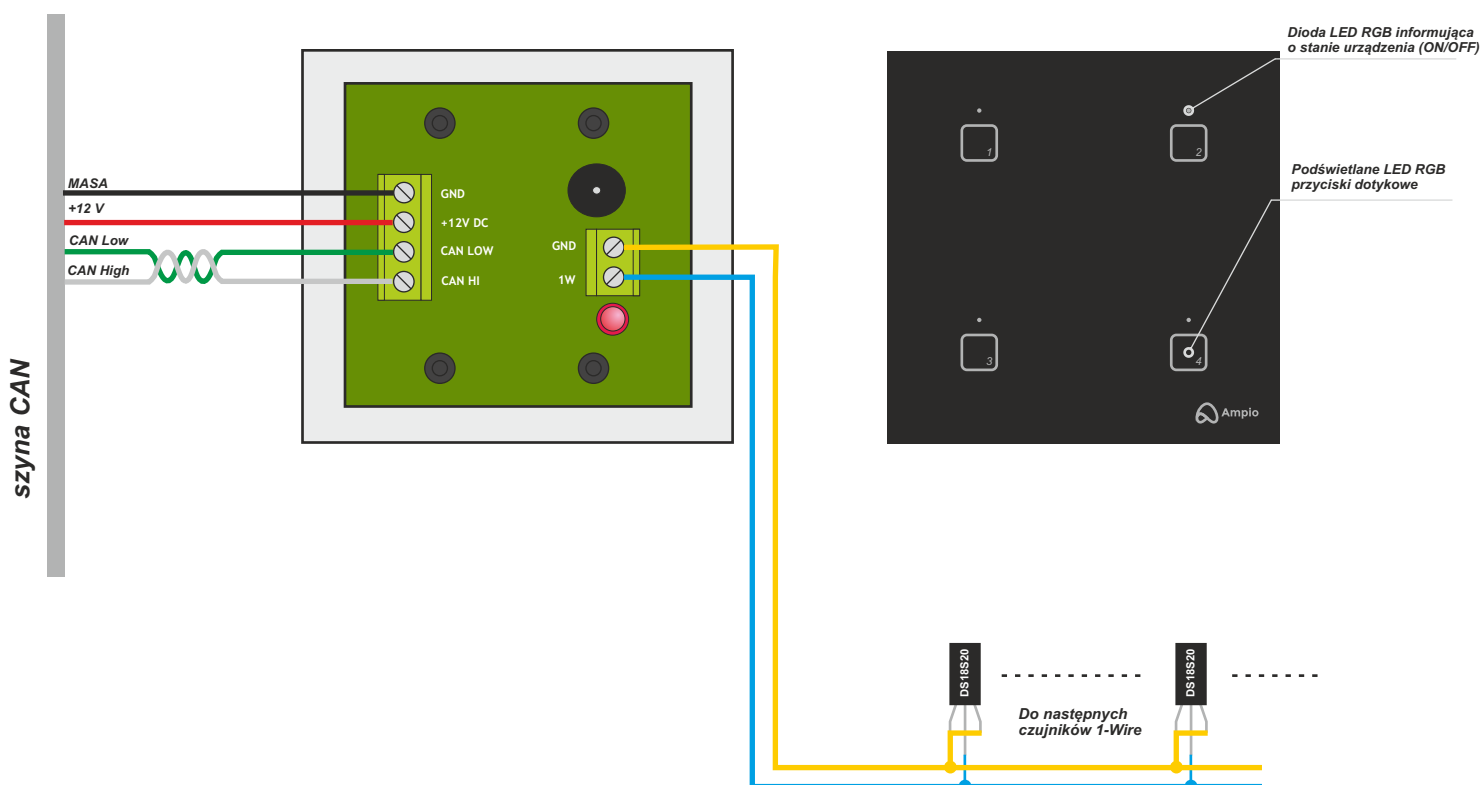 szyna CAN
MASA
+12 V
CAN Low
CAN High
GND
+12V DC
CAN LOW
CAN HI
GND
1W
1
2
3
4
Ampio
Dioda LED RGB informująca
o stanie urządzenia (ON/OFF)
Podświetlane LED RGB
przyciski dotykowe
DS18S20
DS18S20
Do następnych
czujników 1-Wire